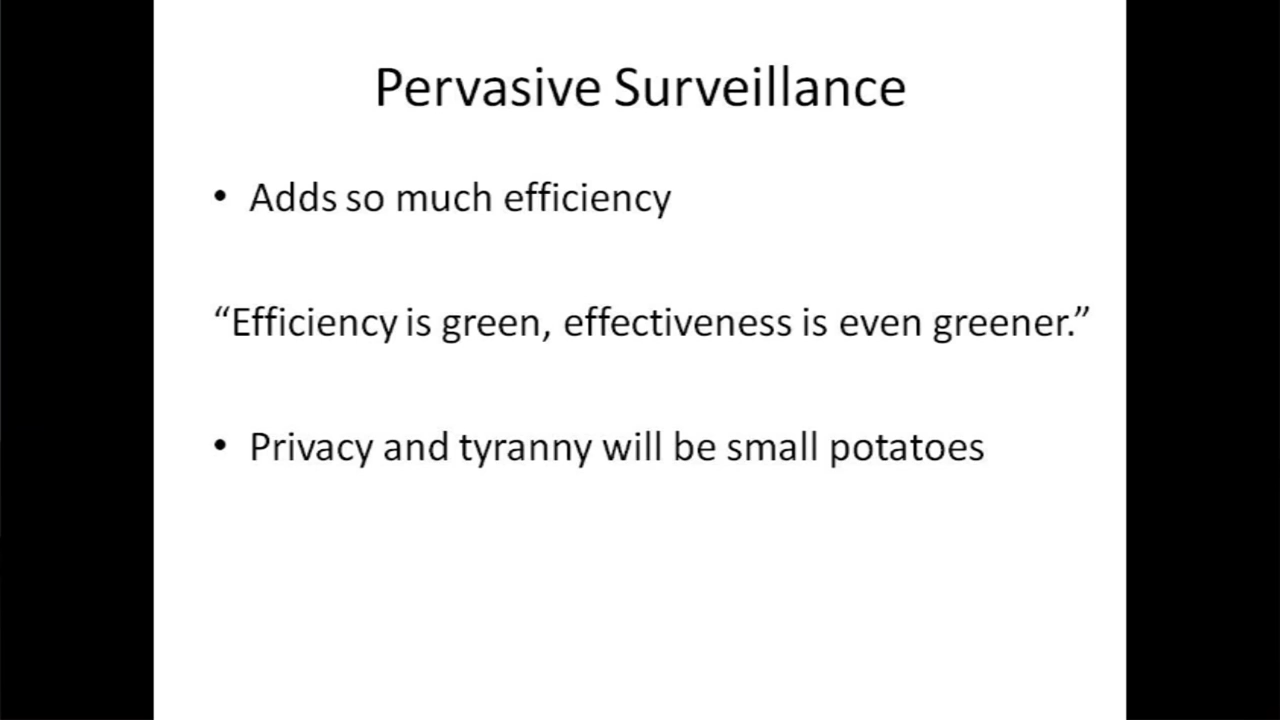 Pervasive Surveillance
• Adds so much efficiency
“Efficiency is green, effectiveness is even greener.”
• Privacy and tyranny will be small potatoes